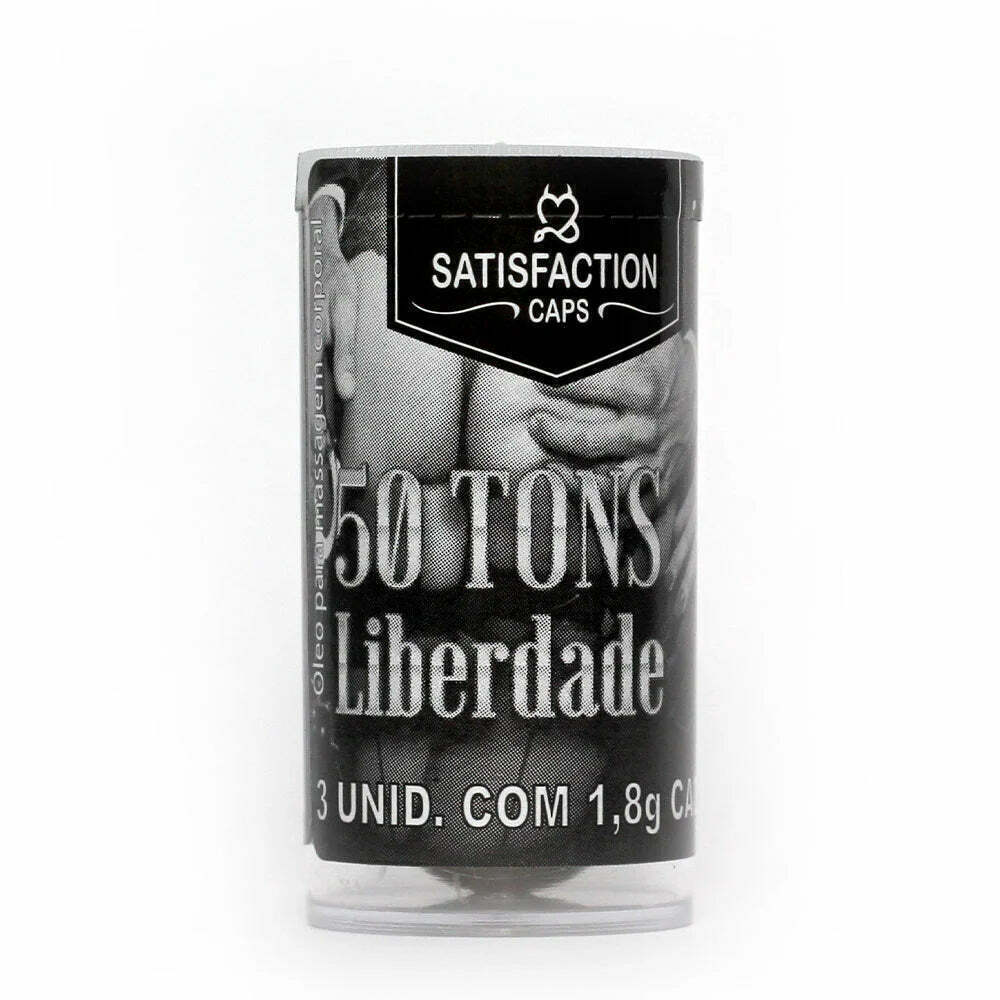 SATISFACTION
CAPS
Óleo para massagem corporal
50 TONS
Liberdade
3 UNID. COM 1,8g